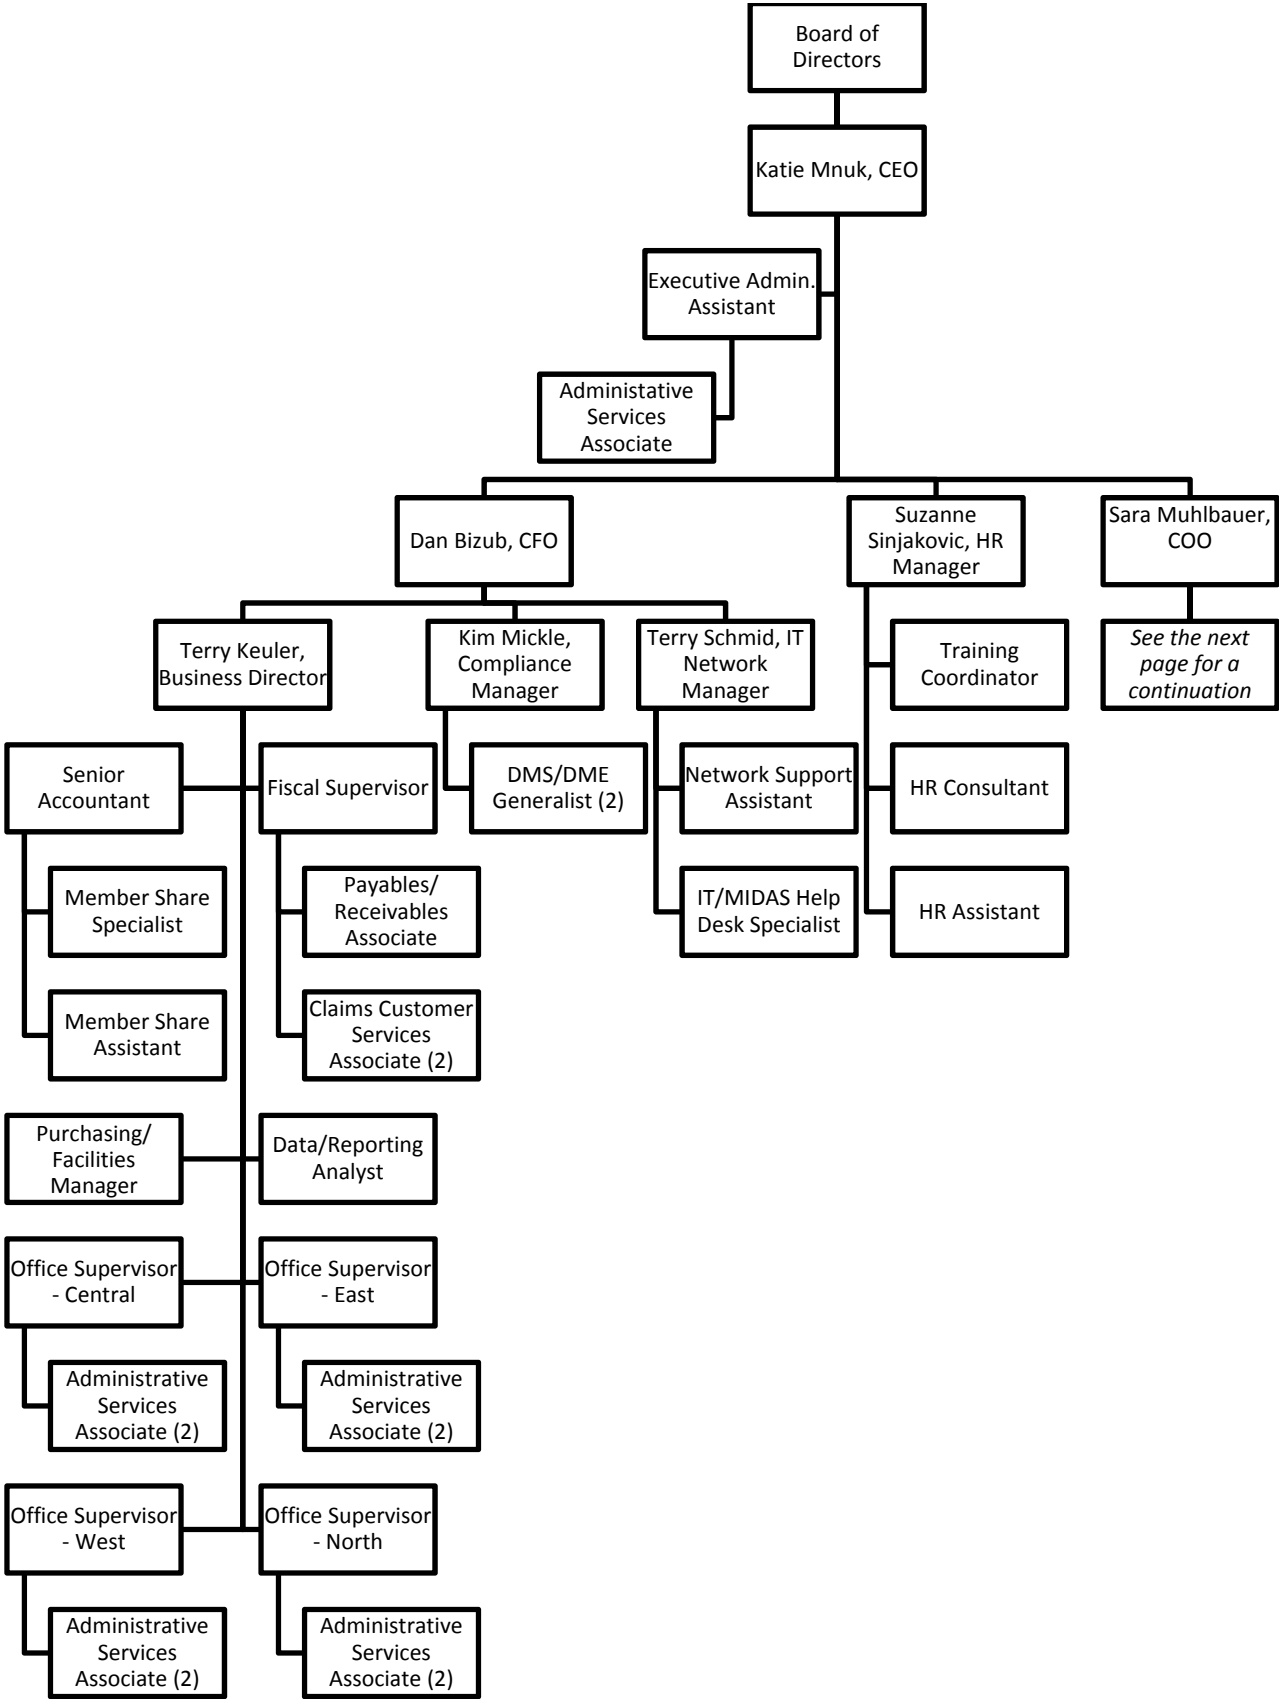 Board of
Directors
Katie Mnuk, CEO
Executive Admin.
Assistant
Administative
Services
Associate
Dan Bizub, CFO
Suzanne
Sinjakovic, HR
Manager
Sara Muhlbauer,
COO
Terry Keuler,
Business Director
Kim Mickle,
Compliance
Manager
Terry Schmid, IT
Network
Manager
Training
Coordinator
See the next
page for a
continuation
Senior
Accountant
Fiscal Supervisor
DMS/DME
Generalist (2)
Network Support
Assistant
HR Consultant
Member Share
Specialist
Payables/
Receivables
Associate
IT/MIDAS Help
Desk Specialist
HR Assistant
Member Share
Assistant
Claims Customer
Services
Associate (2)
Purchasing/
Facilities
Manager
Data/Reporting
Analyst
Office Supervisor
- Central
Office Supervisor
- East
Administrative
Services
Associate (2)
Administrative
Services
Associate (2)
Office Supervisor
- West
Office Supervisor
- North
Administrative
Services
Associate (2)
Administrative
Services
Associate (2)